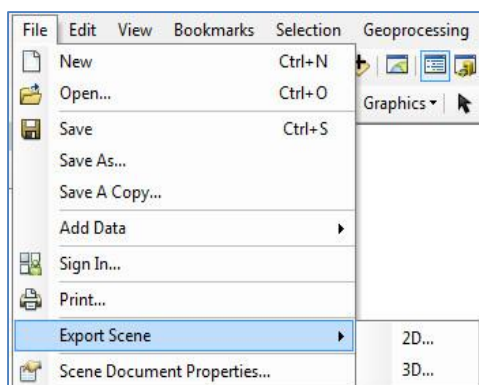 File Edit View Bookmarks Selection Geoprocessing
New Ctrl+N
Open... Ctrl+O
Graphics
Save Ctrl+S
Save As...
Save A Copy...
Add Data
Sign In...
Print...
Export Scene
2D...
Scene Document Properties... 3D...